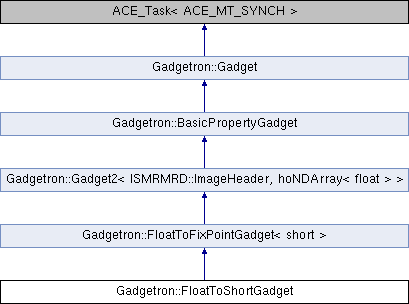 ACE_Task< ACE_MT_SYNCH >
Gadgetron::Gadget
Gadgetron::BasicPropertyGadget
Gadgetron::Gadget2< ISMRMRD::ImageHeader, hoNDArray< float > >
Gadgetron::FloatToFixPointGadget< short >
Gadgetron::FloatToShortGadget